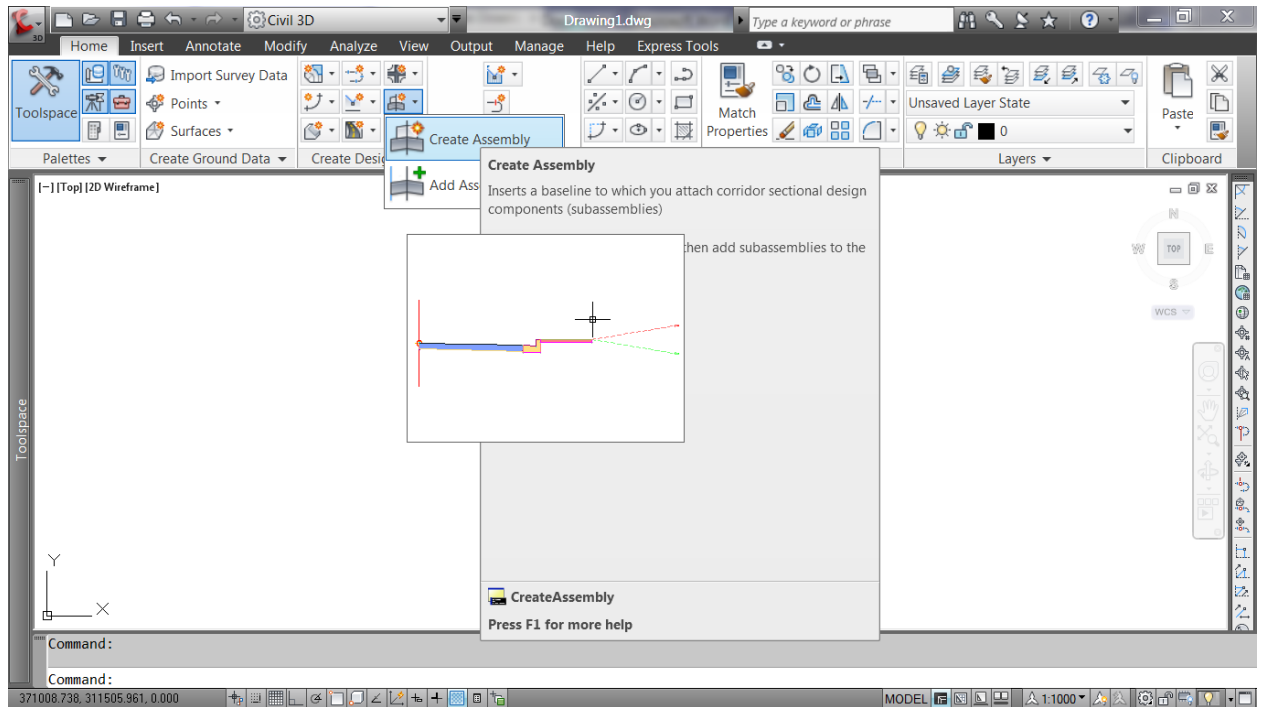 Civil 3D
Drawing1.dwg
Type a keyword or phrase
3D
Home Insert Annotate Modify Analyze View Output Manage Help Express Tools
Toolspace
Import Survey Data
Points
Surfaces
Match
Properties
Unsaved Layer State
0
Paste
Palettes
Create Ground Data
Create Desi
Layers
Clipboard
Create Assembly
Add Ass
Create Assembly
Inserts a baseline to which you attach corridor sectional design
components (subassemblies)
then add subassemblies to the
CreateAssembly
Press F1 for more help
[−] [Top] [2D Wireframe]
N
W TOP E
S
WCS
Toolspace
Y
X
Command:
Command:
371008.738, 311505.961, 0.000
MODEL
1:1000